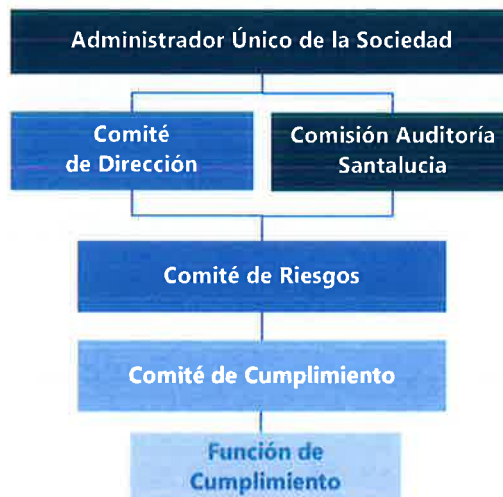 Administrador Único de la Sociedad
Comité
de Dirección
Comisión Auditoría
Santalucia
Comité de Riesgos
Comité de Cumplimiento
Función de
Cumplimiento